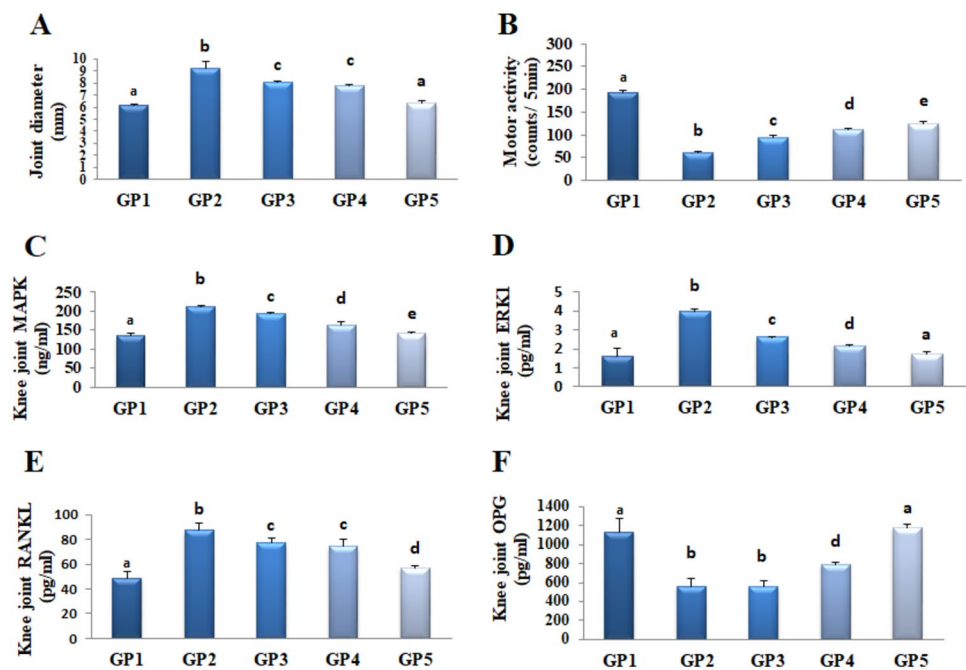 A
Joint diameter
(mm)
10
9
8
7
6
5
4
3
2
1
0
a
b
c
c
a
GP1 GP2 GP3 GP4 GP5
B
Motor activity
(counts/ 5min)
300
250
200
150
100
50
0
a
b
c
d
e
GP1 GP2 GP3 GP4 GP5
C
Knee joint MAPK
(ng/ml)
250
200
150
100
50
0
a
b
c
d
e
GP1 GP2 GP3 GP4 GP5
D
Knee joint ERK1
(pg/ml)
5
4
3
2
1
0
a
b
c
d
a
GP1 GP2 GP3 GP4 GP5
E
Knee joint RANKL
(pg/ml)
100
80
60
40
20
0
a
b
c
c
d
GP1 GP2 GP3 GP4 GP5
F
Knee joint OPG
(pg/ml)
1400
1200
1000
800
600
400
200
0
a
b
b
d
a
GP1 GP2 GP3 GP4 GP5